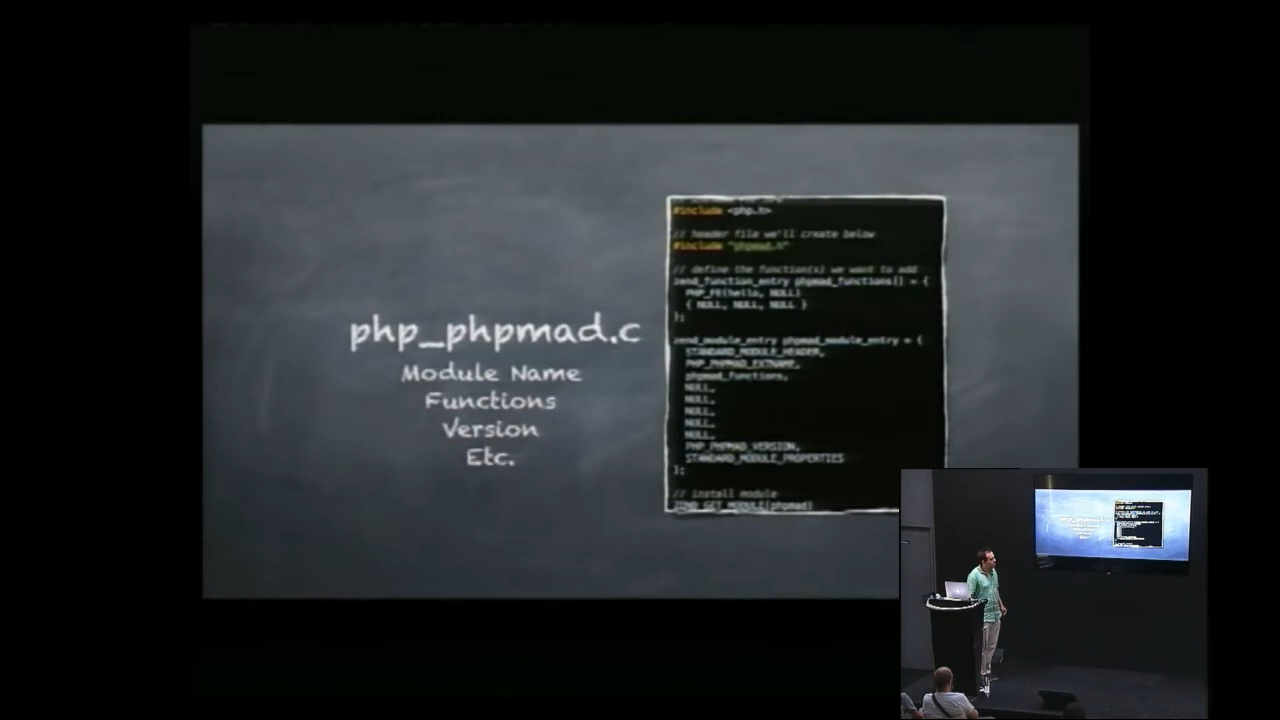 php_phpmad.c
Module Name
Functions
Version
Etc.
#include <php.h>
// header file we'll create below
#include "phpmad.h"
// define the function(s) we want to add
zend_function_entry phpmad_functions[] = {
PHP_FE(hello, NULL)
{ NULL, NULL, NULL }
};
zend_module_entry phpmad_module_entry = {
STANDARD_MODULE_HEADER,
PHP_PHPMAD_EXTNAME,
phpmad_functions,
NULL,
NULL,
NULL,
NULL,
NULL,
PHP_PHPMAD_VERSION,
STANDARD_MODULE_PROPERTIES
};
// install module
ZEND_GET_MODULE(phpmad)